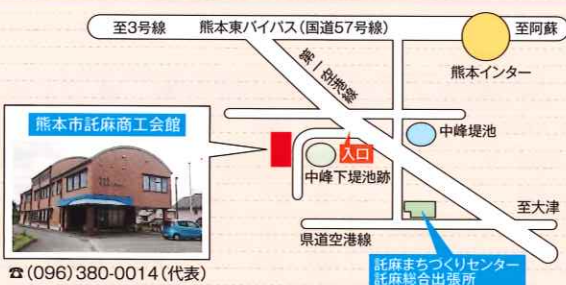 至3号線
熊本東バイパス(国道57号線)
至阿蘇
第一空港線
熊本インター
熊本市託麻商工会館
入口
中峰堤池
中峰下堤池跡
至大津
県道空港線
託麻まちづくりセンター
託麻総合出張所
☎(096)380-0014(代表)